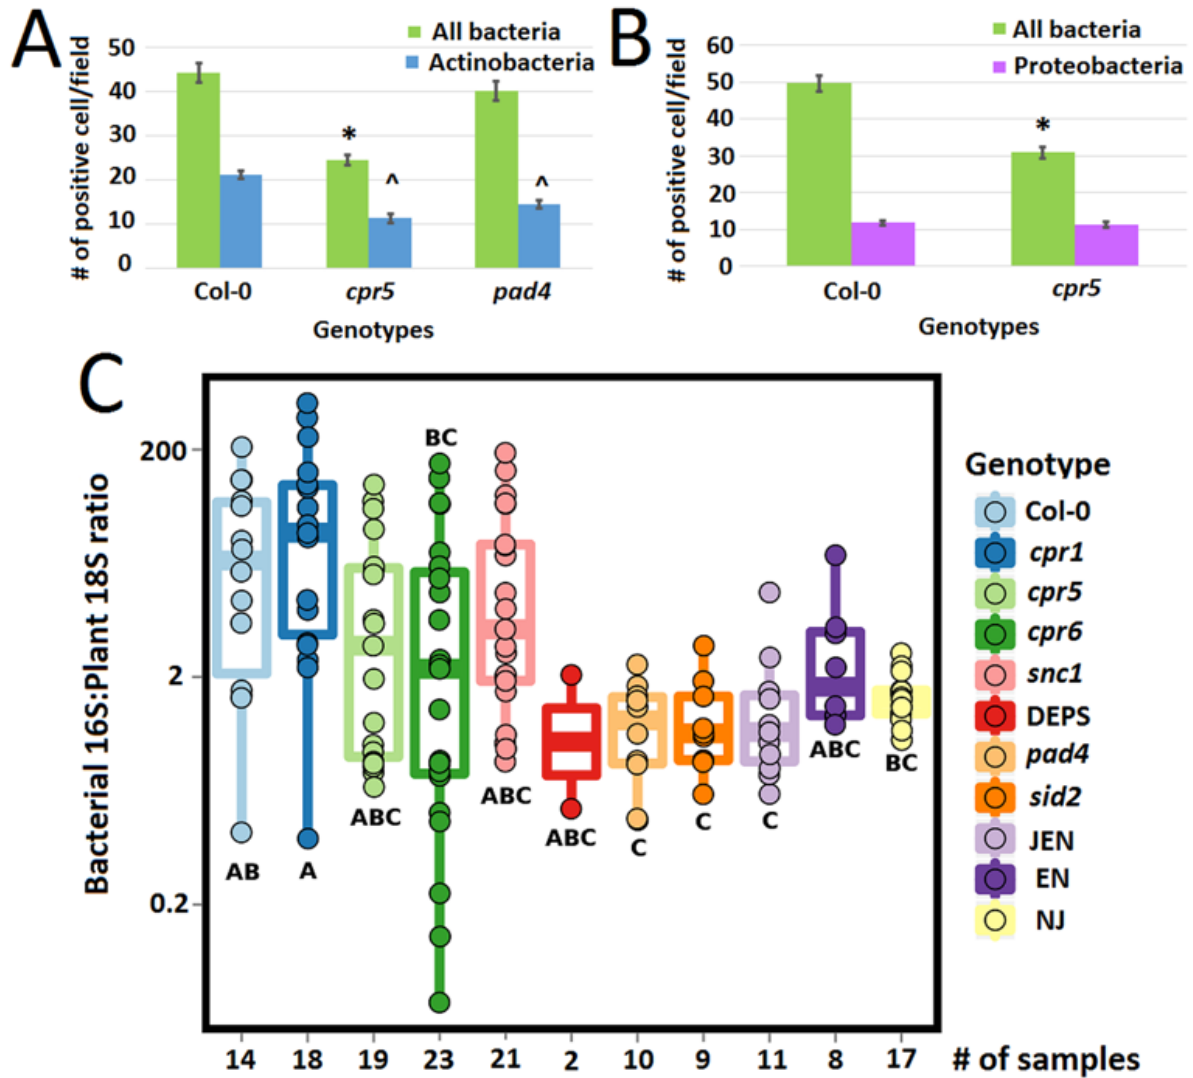 A
# of positive cell/field
All bacteria
Actinobacteria
50
40
30
20
10
0
*
^
^
Col-0 cpr5 pad4
Genotypes
B
# of positive cell/field
All bacteria
Proteobacteria
60
50
40
30
20
10
0
*
Col-0 cpr5
Genotypes
C
Bacterial 16S:Plant 18S ratio
200
2
0.2
AB
A
ABC
BC
ABC
ABC
C
C
C
ABC
BC
14 18 19 23 21 2 10 9 11 8 17 # of samples
Genotype
Col-0
cpr1
cpr5
cpr6
snc1
DEPS
pad4
sid2
JEN
EN
NJ